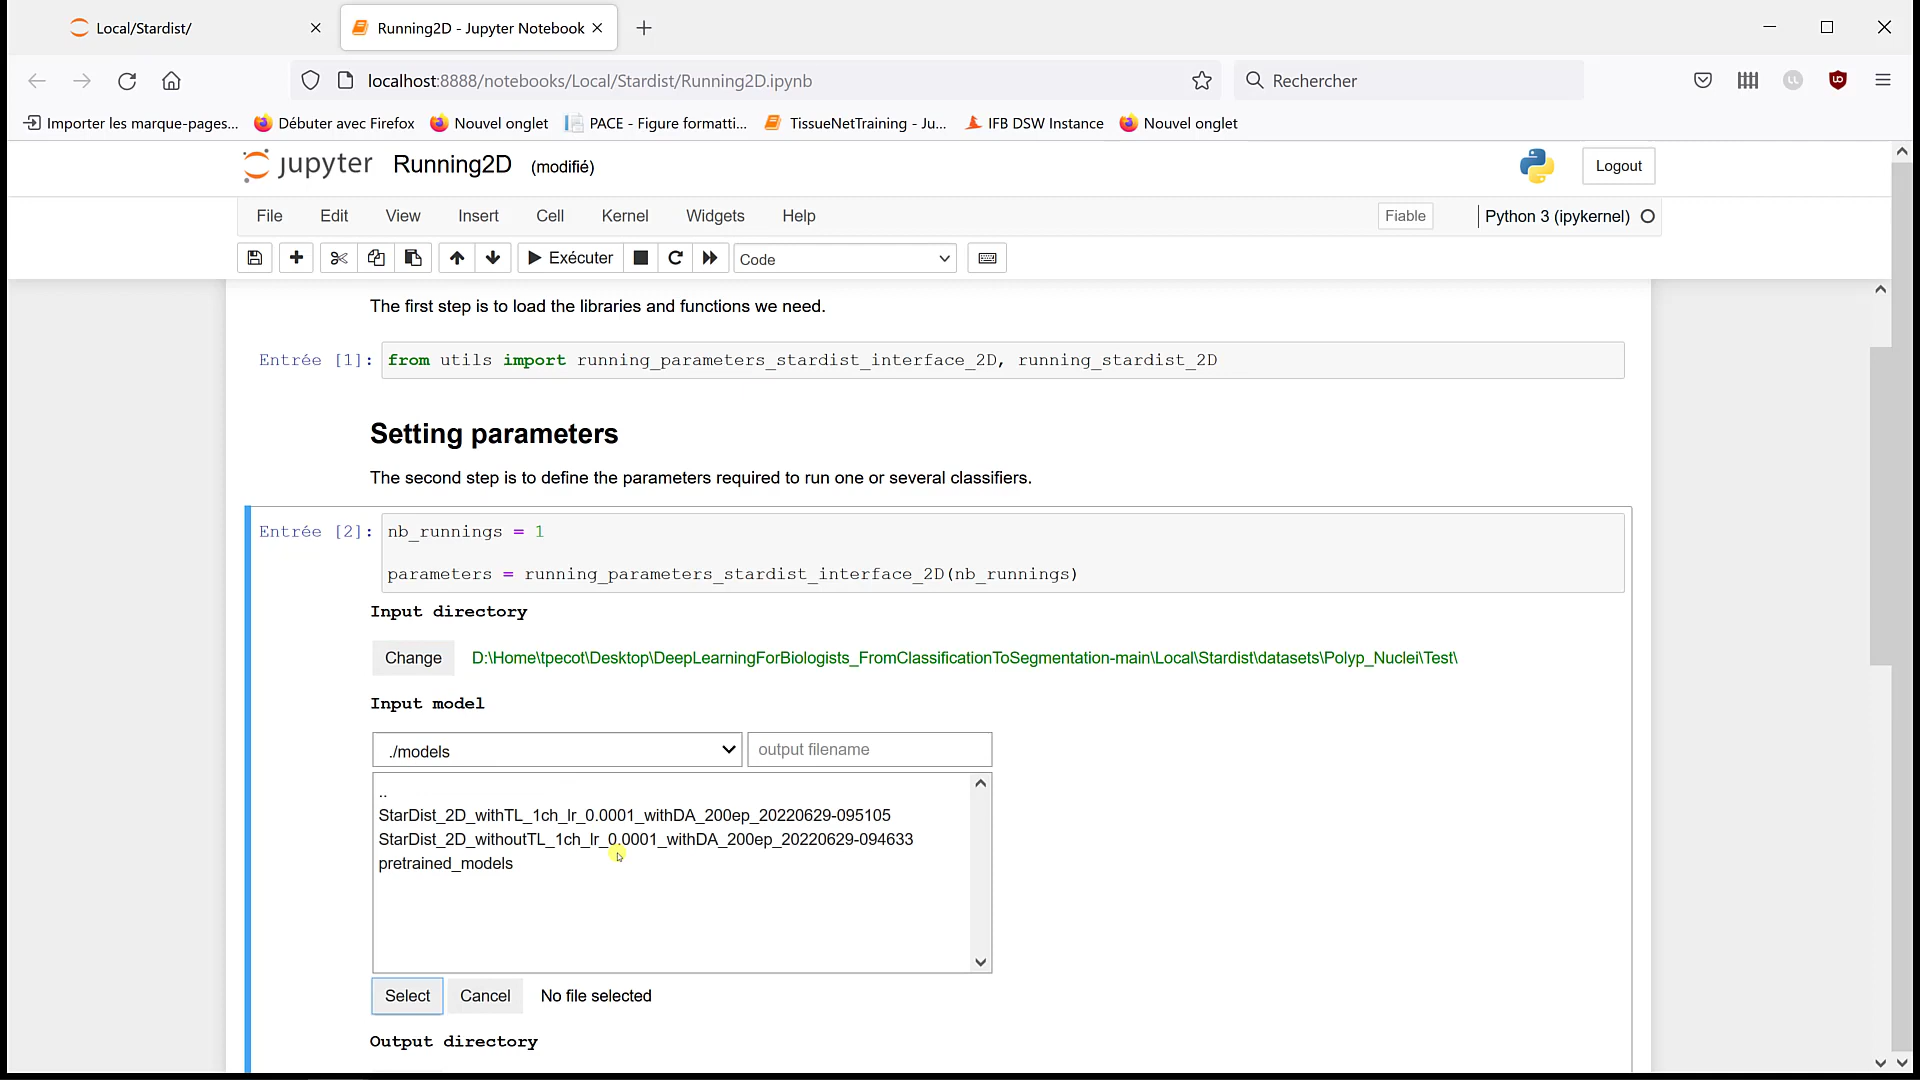 Local/Stardist/
Running2D - Jupyter Notebook
localhost:8888/notebooks/Local/Stardist/Running2D.ipynb
Rechercher
Importer les marque-pages...
Débuter avec Firefox
Nouvel onglet
PACE - Figure formatti...
TissueNetTraining - Ju...
IFB DSW Instance
Nouvel onglet
jupyter Running2D (modifié)
Logout
File Edit View Insert Cell Kernel Widgets Help
Fiable
Python 3 (ipykernel)
Exécuter
Code
The first step is to load the libraries and functions we need.
Entrée [1]: from utils import running_parameters_stardist_interface_2D, running_stardist_2D
Setting parameters
The second step is to define the parameters required to run one or several classifiers.
Entrée [2]: nb_runnings = 1
parameters = running_parameters_stardist_interface_2D(nb_runnings)
Input directory
Change D:\Home\tpecot\Desktop\DeepLearningForBiologists_FromClassificationToSegmentation-main\Local\Stardist\datasets\Polyp_Nuclei\Test\
Input model
./models
output filename
..
StarDist_2D_withTL_1ch_lr_0.0001_withDA_200ep_20220629-095105
StarDist_2D_withoutTL_1ch_lr_0.0001_withDA_200ep_20220629-094633
pretrained_models
Select Cancel No file selected
Output directory